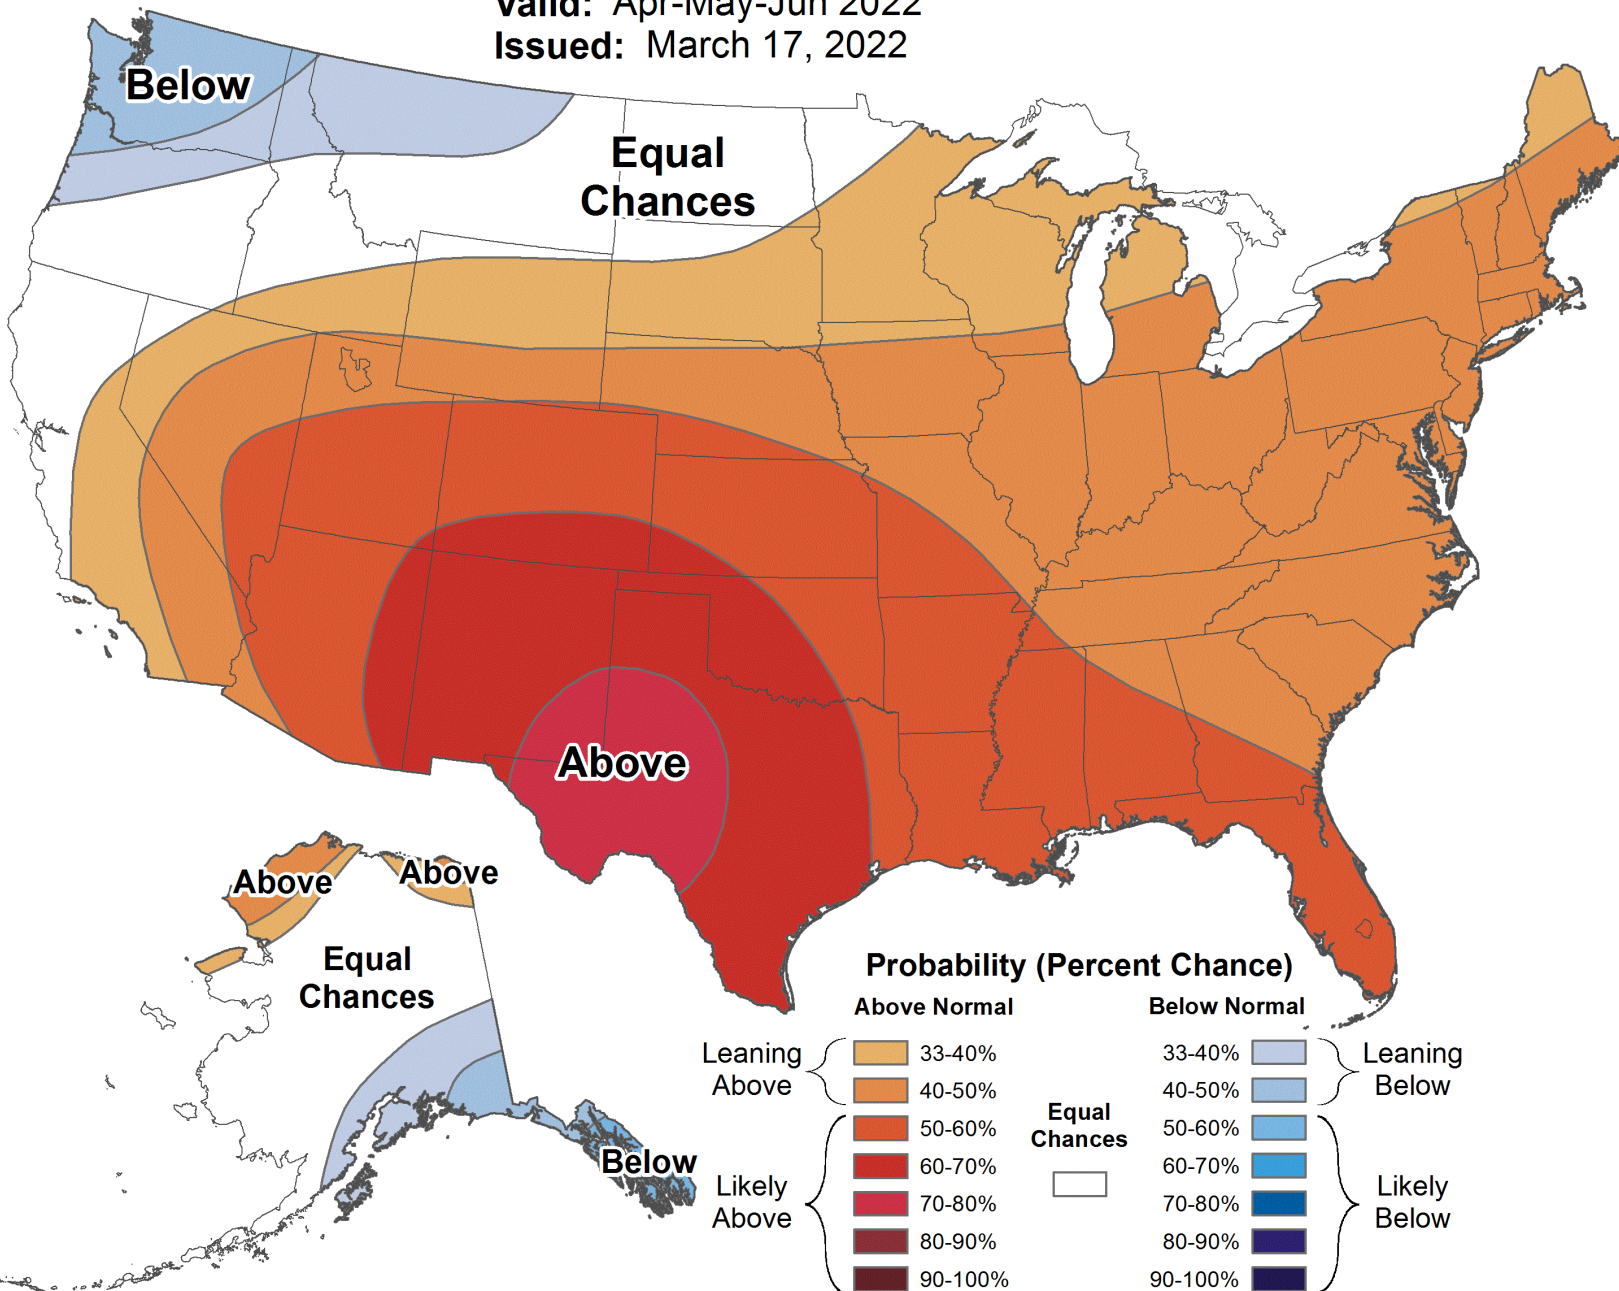 Valid: Apr-May-Jun 2022
Issued: March 17, 2022
Below
Equal
Chances
Above
Above
Above
Equal
Chances
Below
Probability (Percent Chance)
Above Normal
Below Normal
Leaning
Above
33-40%
40-50%
50-60%
60-70%
70-80%
80-90%
90-100%
Likely
Above
Equal
Chances
33-40%
40-50%
50-60%
60-70%
70-80%
80-90%
90-100%
Leaning
Below
Likely
Below